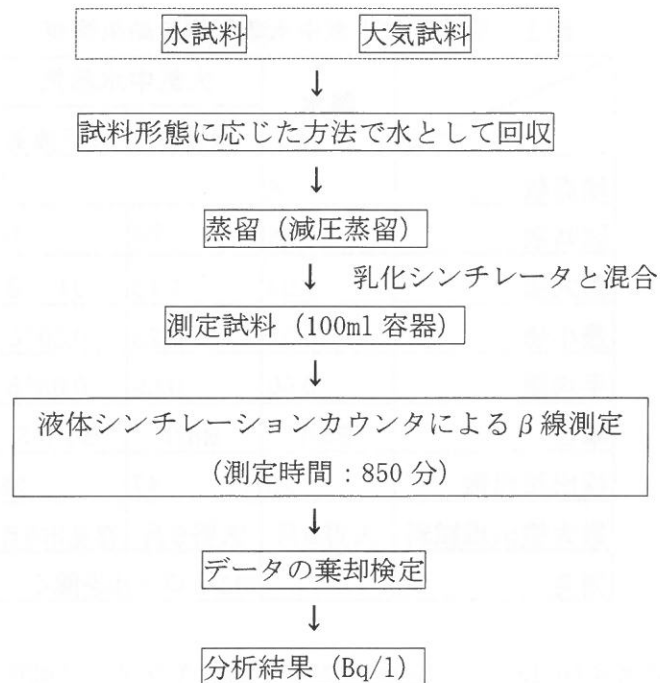 水試料 大気試料
↓
試料形態に応じた方法で水として回収
↓
蒸留（減圧蒸留）
↓ 乳化シンチレータと混合
測定試料（100ml 容器）
↓
液体シンチレーションカウンタによるβ線測定
（測定時間：850 分）
↓
データの棄却検定
↓
分析結果（Bq/l）